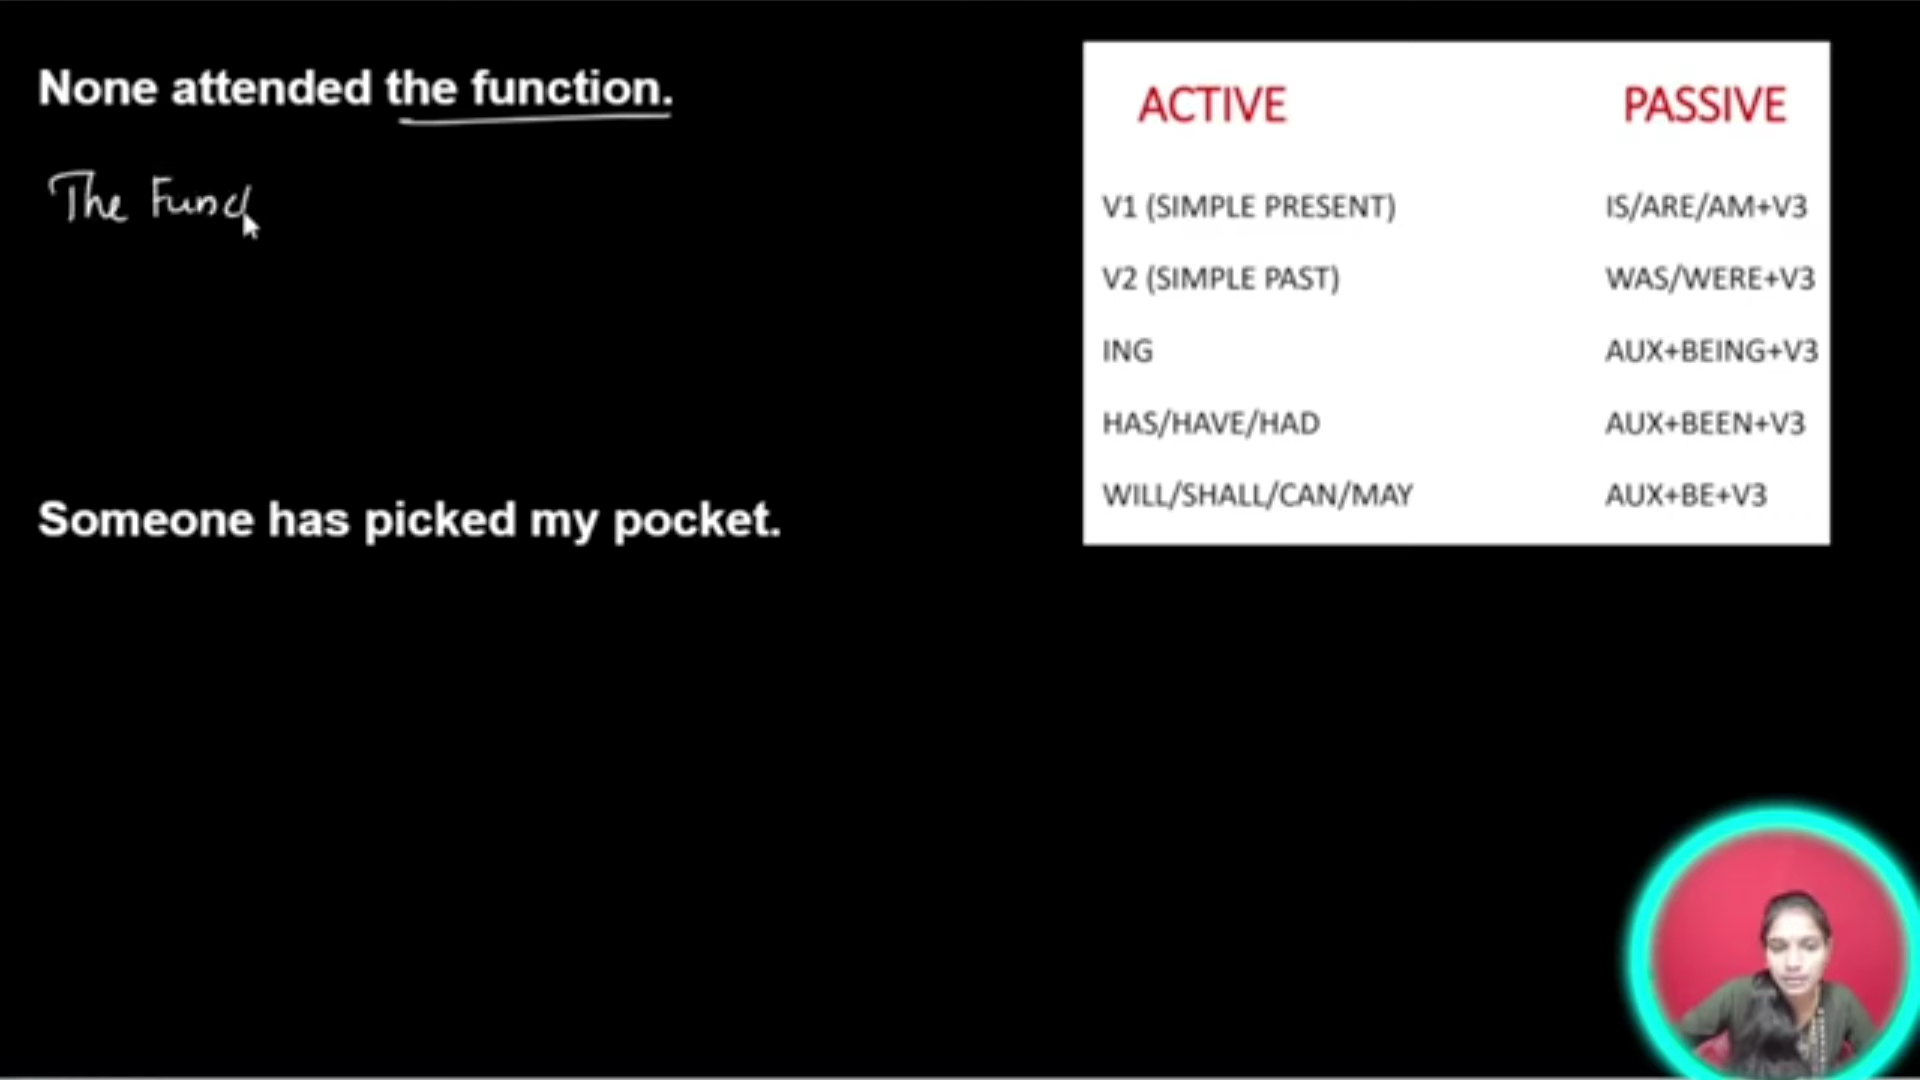 None attended the function.
The Func
Someone has picked my pocket.
ACTIVE PASSIVE
V1 (SIMPLE PRESENT) IS/ARE/AM+V3
V2 (SIMPLE PAST) WAS/WERE+V3
ING AUX+BEING+V3
HAS/HAVE/HAD AUX+BEEN+V3
WILL/SHALL/CAN/MAY AUX+BE+V3